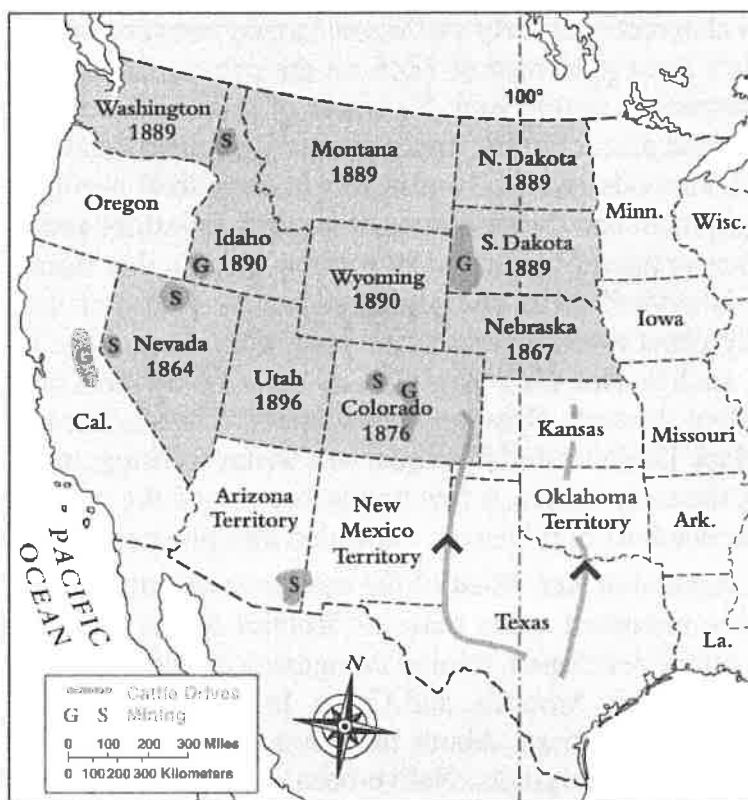 100°
Washington
1889
S
Montana
1889
N. Dakota
1889
Minn.
Oregon
Idaho
1890
G
S. Dakota
1889
G
Wisc.
Wyoming
1890
S
Nevada
1864
S
G
Nebraska
1867
Iowa
Utah
1896
S
G
Colorado
1876
Cal.
Kansas
Missouri
Arizona
Territory
New
Mexico
Territory
Oklahoma
Territory
Ark.
S
Texas
La.
PACIFIC
OCEAN
N
Cattle Drives
G S Mining
0 100 200 300 Miles
0 100 200 300 Kilometers